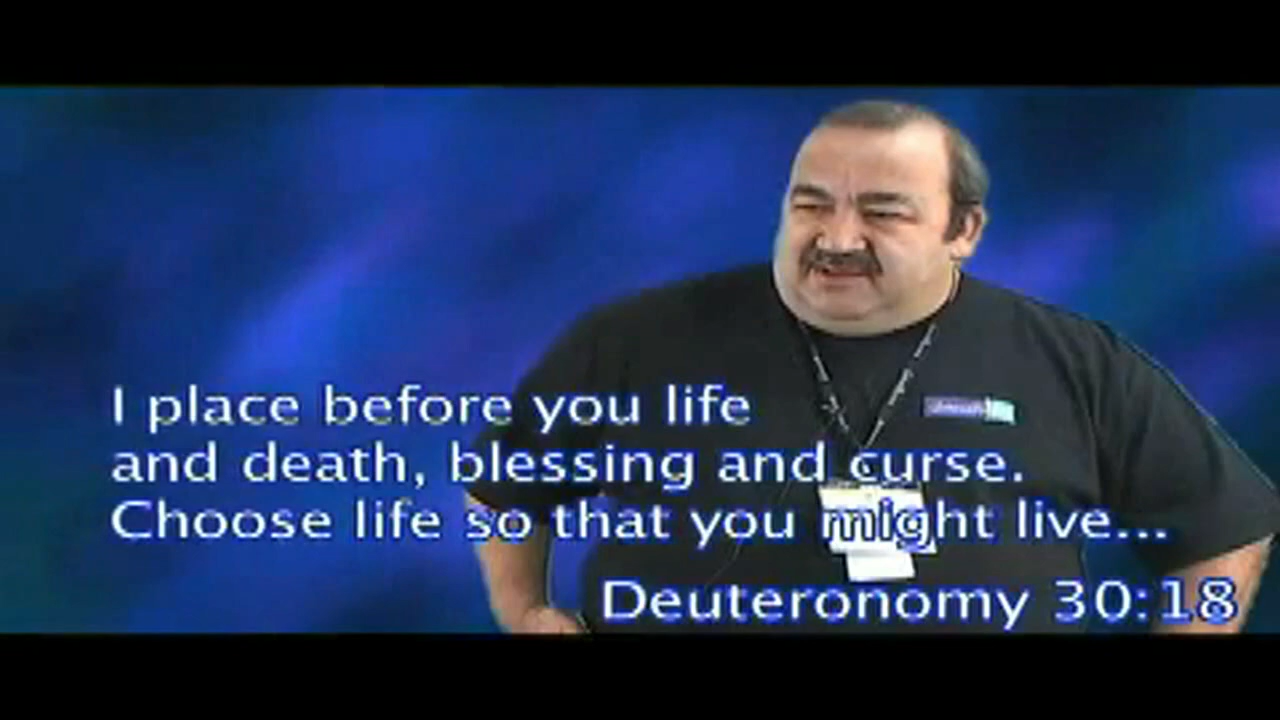 I place before you life
and death, blessing and curse.
Choose life so that you might live...
Deuteronomy 30:18